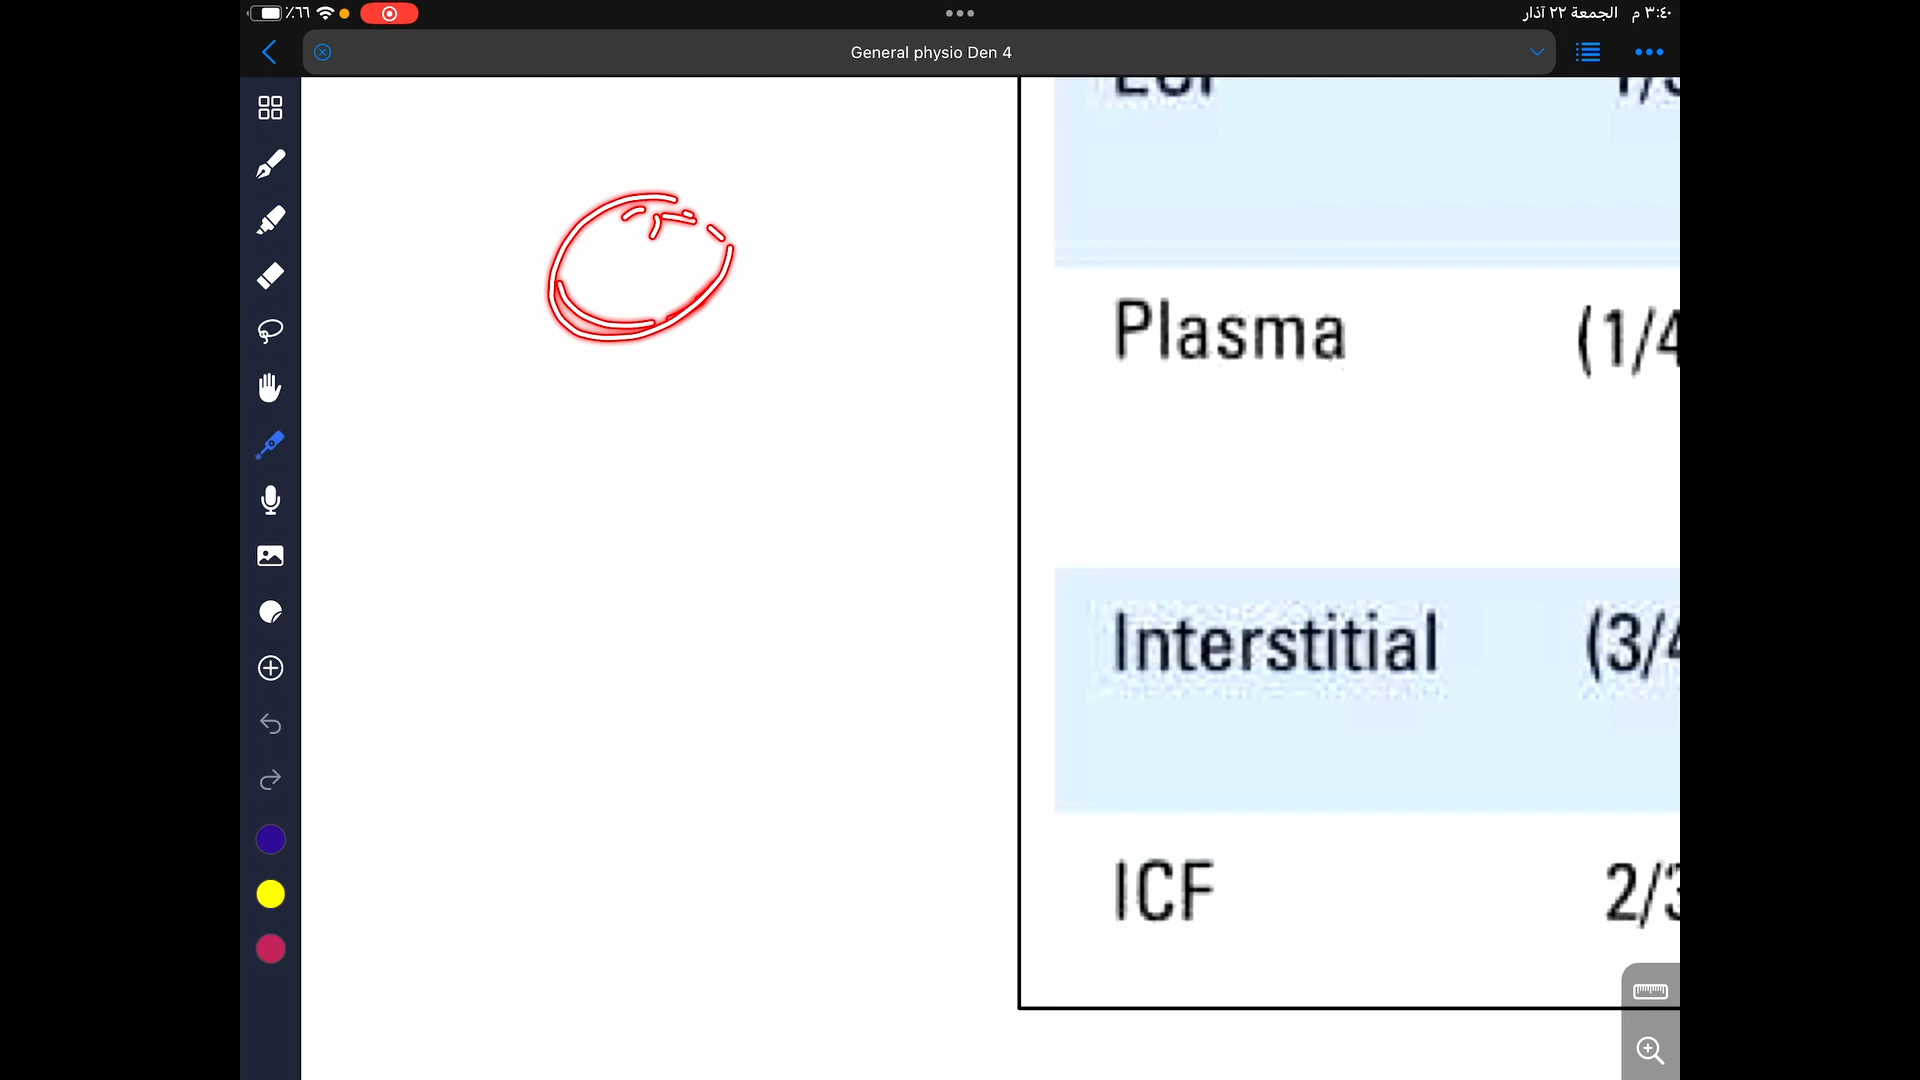 ٪٦٦ الجمعة ٢٢ آذار ٣:٤٠ م
General physio Den 4
Plasma (1/4
Interstitial (3/4
ICF 2/3